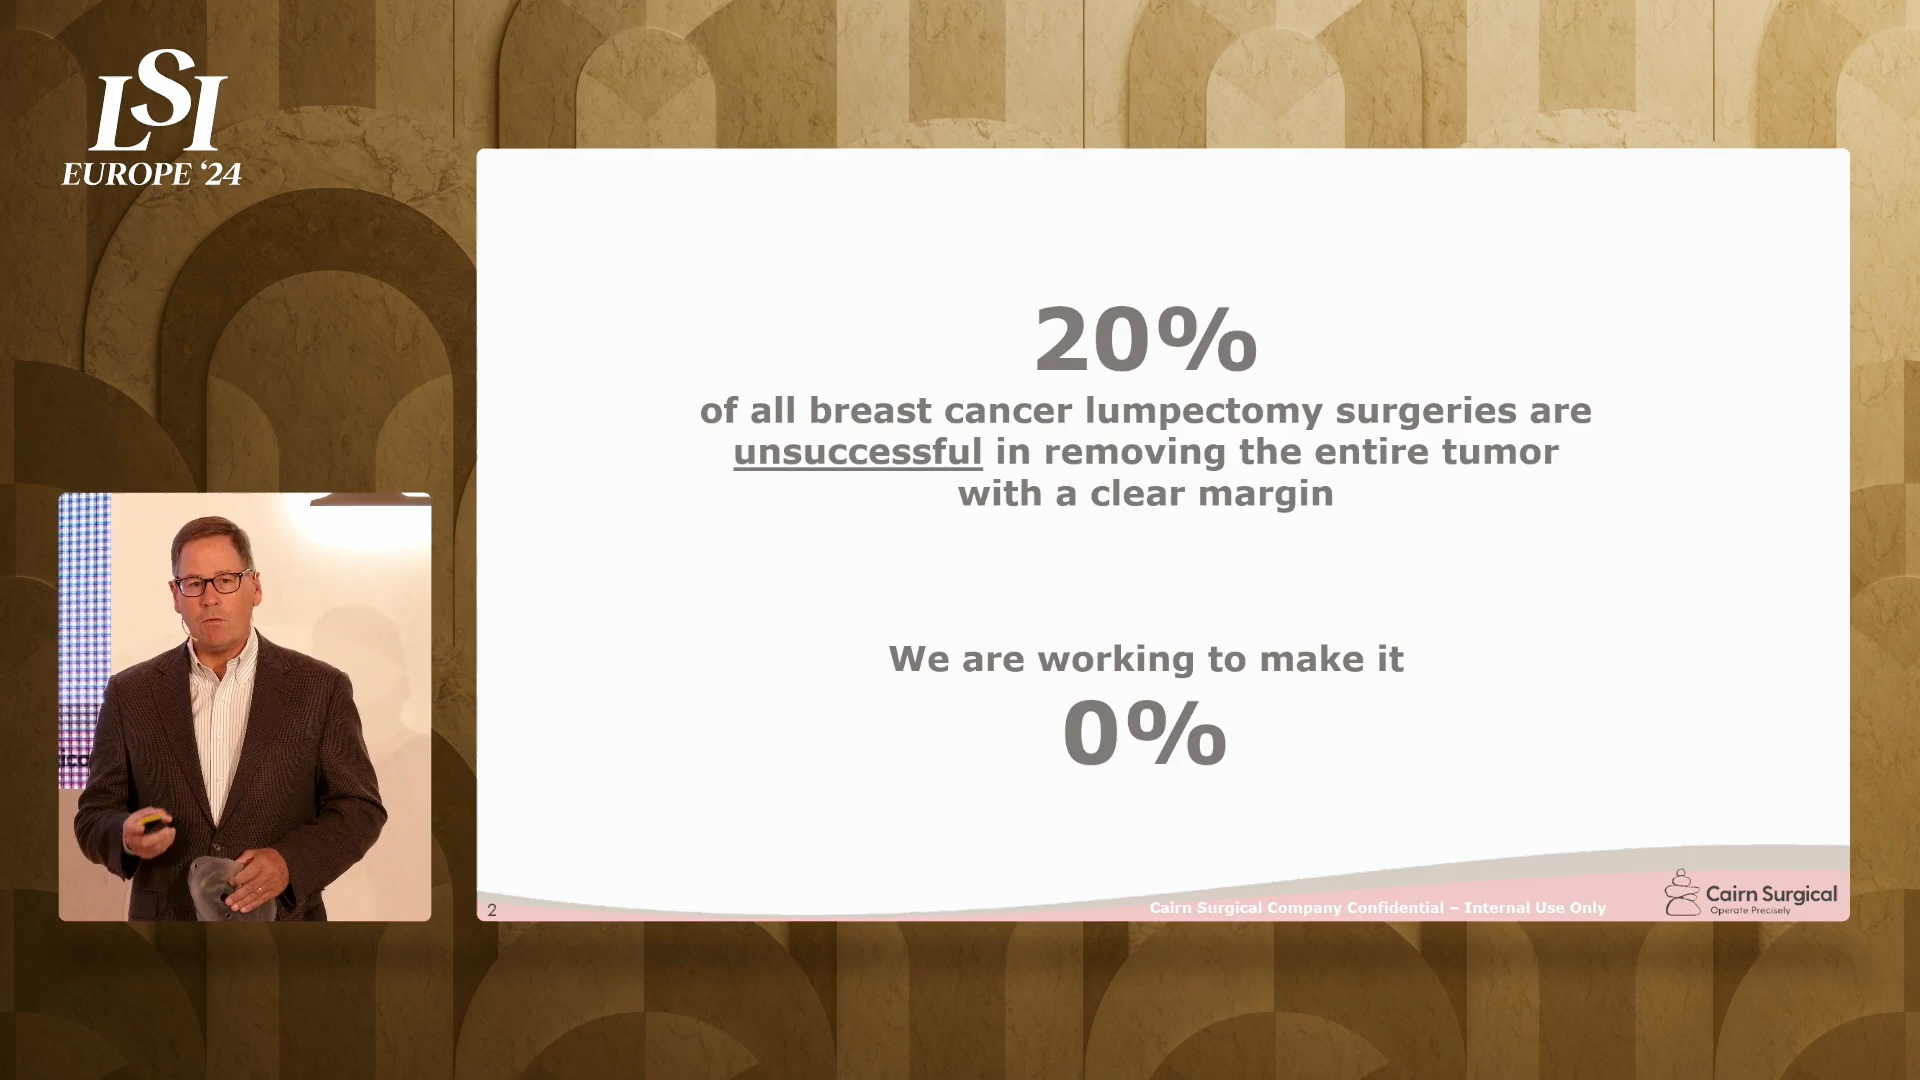 LSI
EUROPE ‘24
20%
of all breast cancer lumpectomy surgeries are
unsuccessful in removing the entire tumor
with a clear margin
We are working to make it
0%
2
Cairn Surgical Company Confidential – Internal Use Only
Cairn Surgical
Operate Precisely